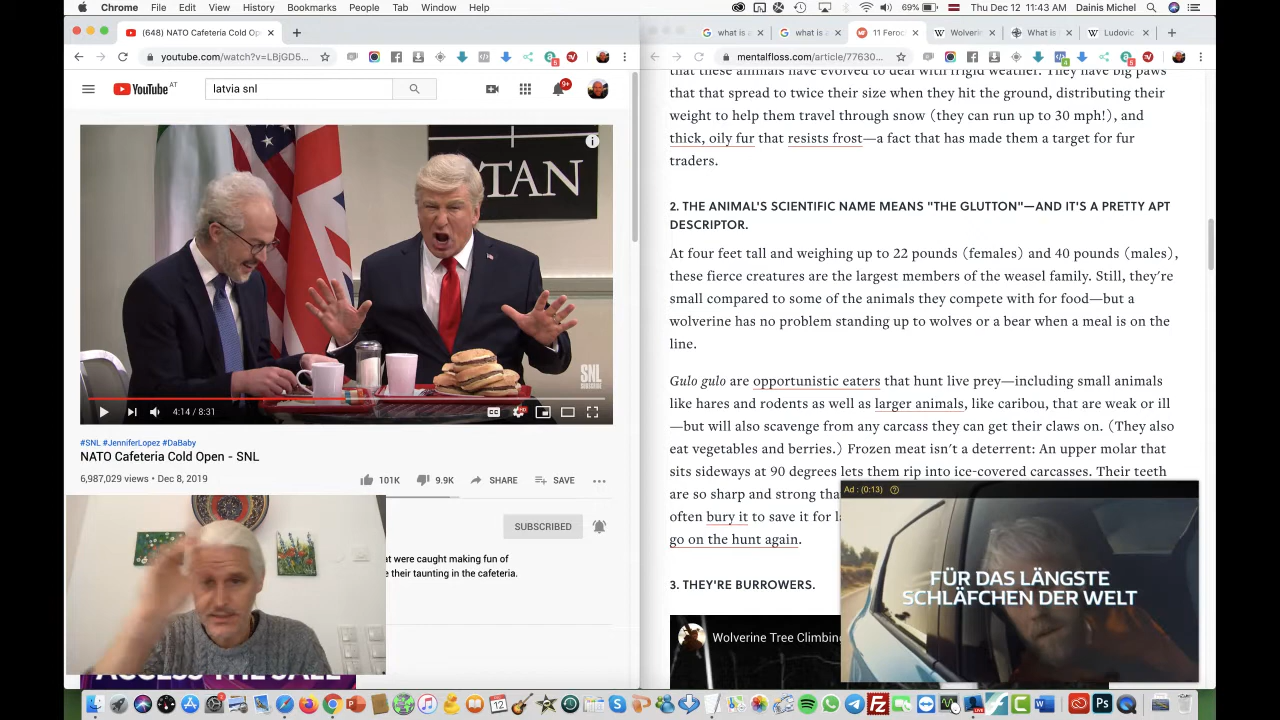 Chrome File Edit View History Bookmarks People Tab Window Help
69% Thu Dec 12 11:43 AM Dainis Michel
(648) NATO Cafeteria Cold Op
youtube.com/watch?v=LBjGD5...
YouTube AT
latvia snl
9+
TAN
SNL
4:14 / 8:31
#SNL #JenniferLopez #DaBaby
NATO Cafeteria Cold Open - SNL
6,987,029 views • Dec 8, 2019
101K 9.9K SHARE SAVE
SUBSCRIBED
at were caught making fun of
e their taunting in the cafeteria.
what is a
what is a
11 Feroc
Wolverin
What is
Ludovic
mentalfloss.com/article/77630...
that these animals have evolved to deal with frigid weather. They have big paws
that that spread to twice their size when they hit the ground, distributing their
weight to help them travel through snow (they can run up to 30 mph!), and
thick, oily fur that resists frost—a fact that has made them a target for fur
traders.
2. THE ANIMAL'S SCIENTIFIC NAME MEANS "THE GLUTTON"—AND IT'S A PRETTY APT
DESCRIPTOR.
At four feet tall and weighing up to 22 pounds (females) and 40 pounds (males),
these fierce creatures are the largest members of the weasel family. Still, they're
small compared to some of the animals they compete with for food—but a
wolverine has no problem standing up to wolves or a bear when a meal is on the
line.
Gulo gulo are opportunistic eaters that hunt live prey—including small animals
like hares and rodents as well as larger animals, like caribou, that are weak or ill
—but will also scavenge from any carcass they can get their claws on. (They also
eat vegetables and berries.) Frozen meat isn't a deterrent: An upper molar that
sits sideways at 90 degrees lets them rip into ice-covered carcasses. Their teeth
are so sharp and strong tha
often bury it to save it for la
go on the hunt again.
3. THEY'RE BURROWERS.
Wolverine Tree Climbing
Ad : (0:13)
FÜR DAS LÄNGSTE
SCHLÄFCHEN DER WELT